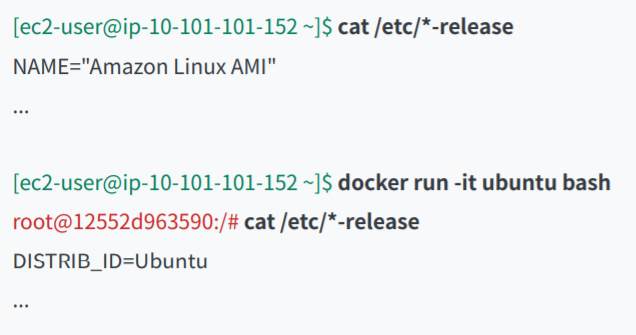 [ec2-user@ip-10-101-101-152 ~]$ cat /etc/*-release
NAME="Amazon Linux AMI"
...
[ec2-user@ip-10-101-101-152 ~]$ docker run -it ubuntu bash
root@12552d963590:/# cat /etc/*-release
DISTRIB_ID=Ubuntu
...